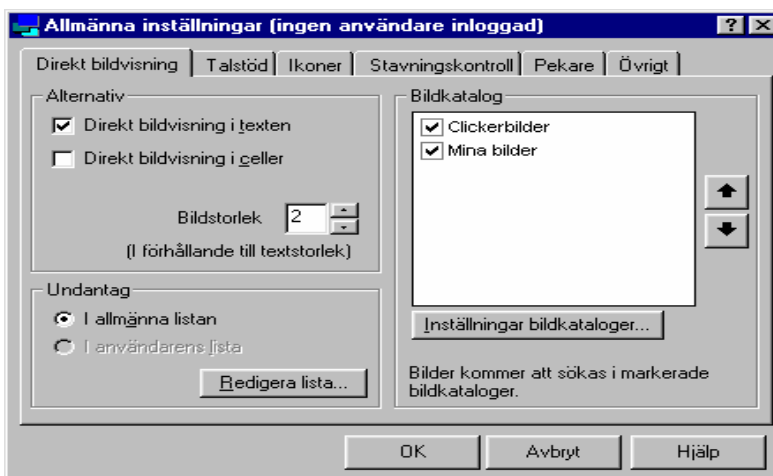 Allmänna inställningar (ingen användare inloggad)
Direkt bildvisning
Talstöd
Ikoner
Stavningskontroll
Pekare
Övrigt
Alternativ
Direkt bildvisning i texten
Direkt bildvisning i celler
Bildstorlek 2
(I förhållande till textstorlek)
Undantag
I allmänna listan
I användarens lista
Redigera lista...
Bildkatalog
Clickerbilder
Mina bilder
Inställningar bildkataloger...
Bilder kommer att sökas i markerade
bildkataloger.
OK
Avbryt
Hjälp